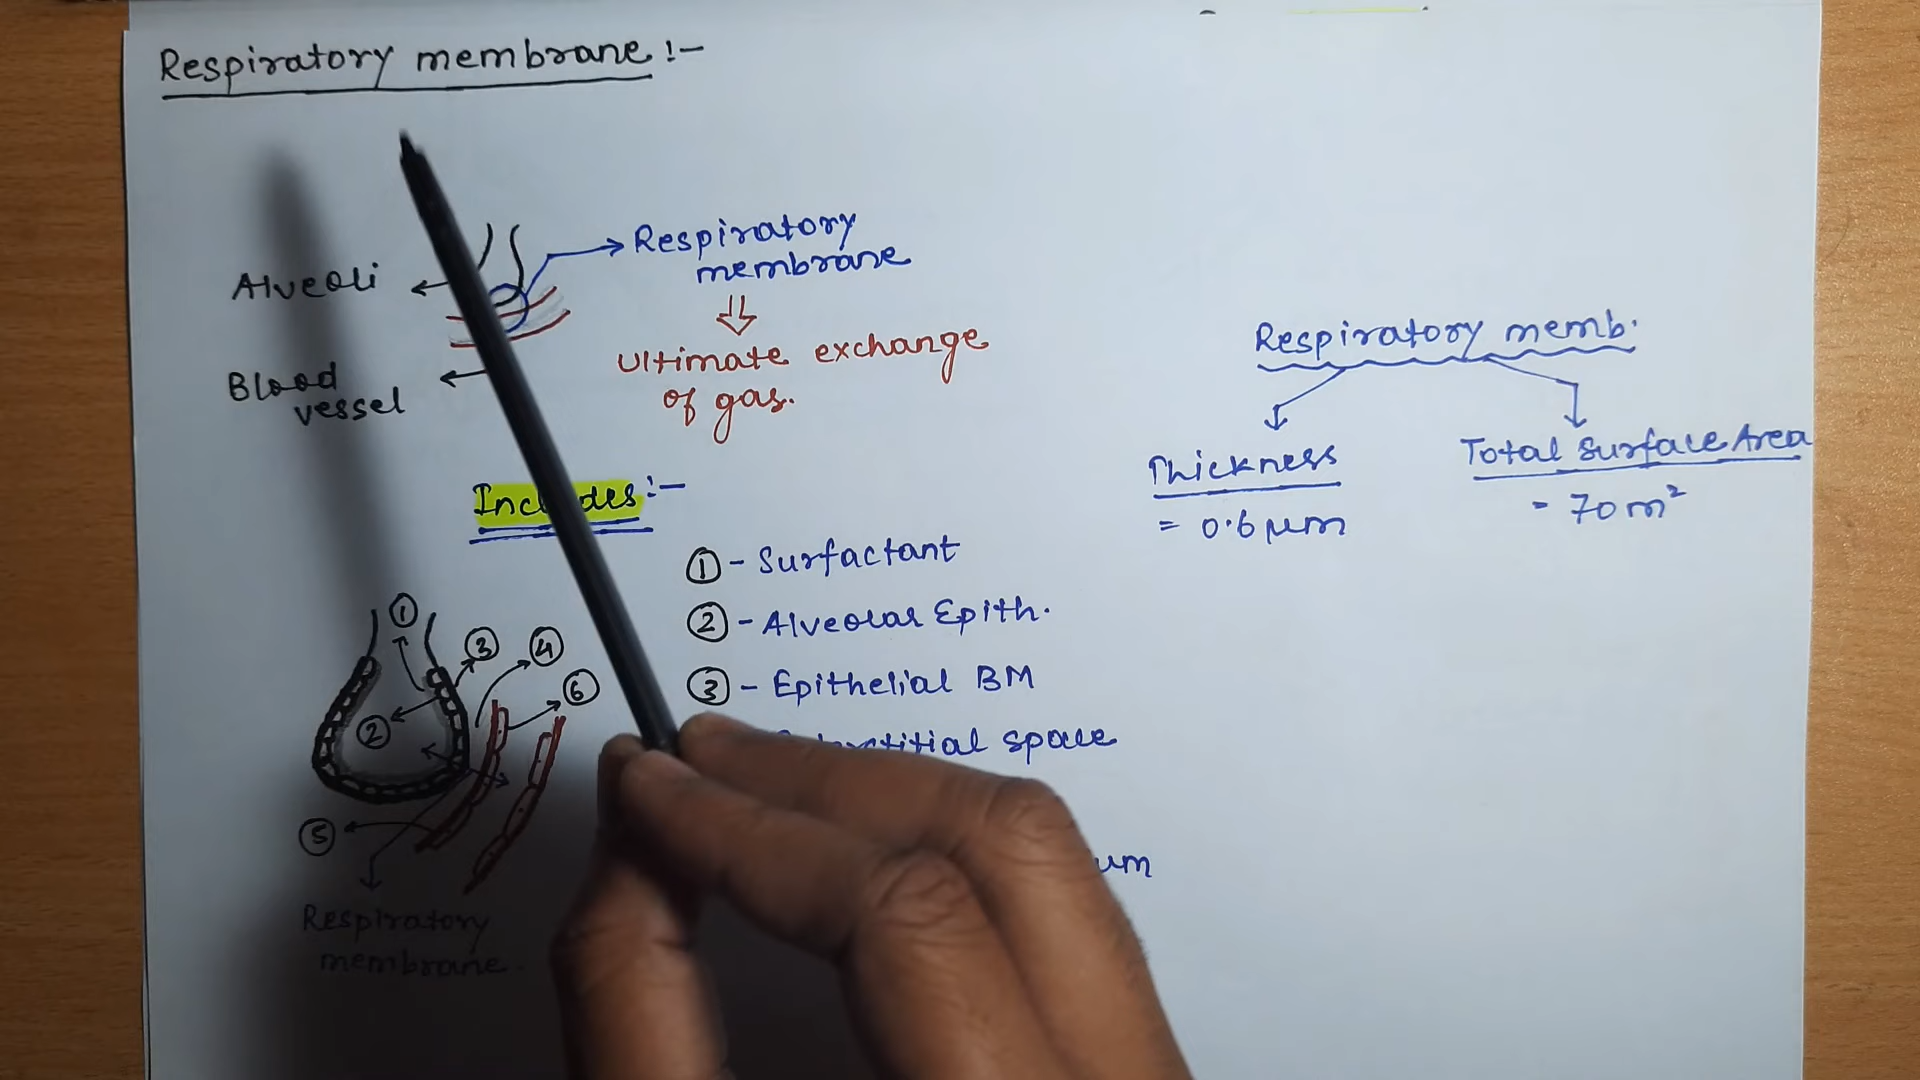 Respiratory membrane :-
Alveoli
Respiratory
membrane
Blood
vessel
Ultimate exchange
of gas.
Respiratory memb.
Thickness
= 0.6 μm
Total Surface Area
= 70 m²
Includes :-
① - Surfactant
② - Alveolar Epith.
③ - Epithelial BM
space
①
②
③
④
⑥
⑤
Respiratory
membrane.